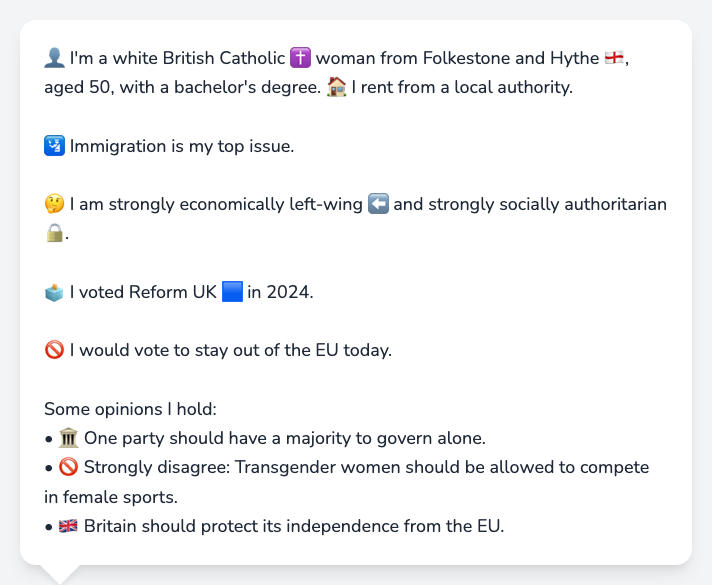 👤 I'm a white British Catholic ✝️ woman from Folkestone and Hythe 🏴󠁧󠁢󠁥󠁮󠁧󠁿,
aged 50, with a bachelor's degree. 🏠 I rent from a local authority.
🛂 Immigration is my top issue.
🤔 I am strongly economically left-wing ⬅️ and strongly socially authoritarian
🔒.
🗳️ I voted Reform UK 🟦 in 2024.
🚫 I would vote to stay out of the EU today.
Some opinions I hold:
• 🏛️ One party should have a majority to govern alone.
• 🚫 Strongly disagree: Transgender women should be allowed to compete
in female sports.
• 🇬🇧 Britain should protect its independence from the EU.